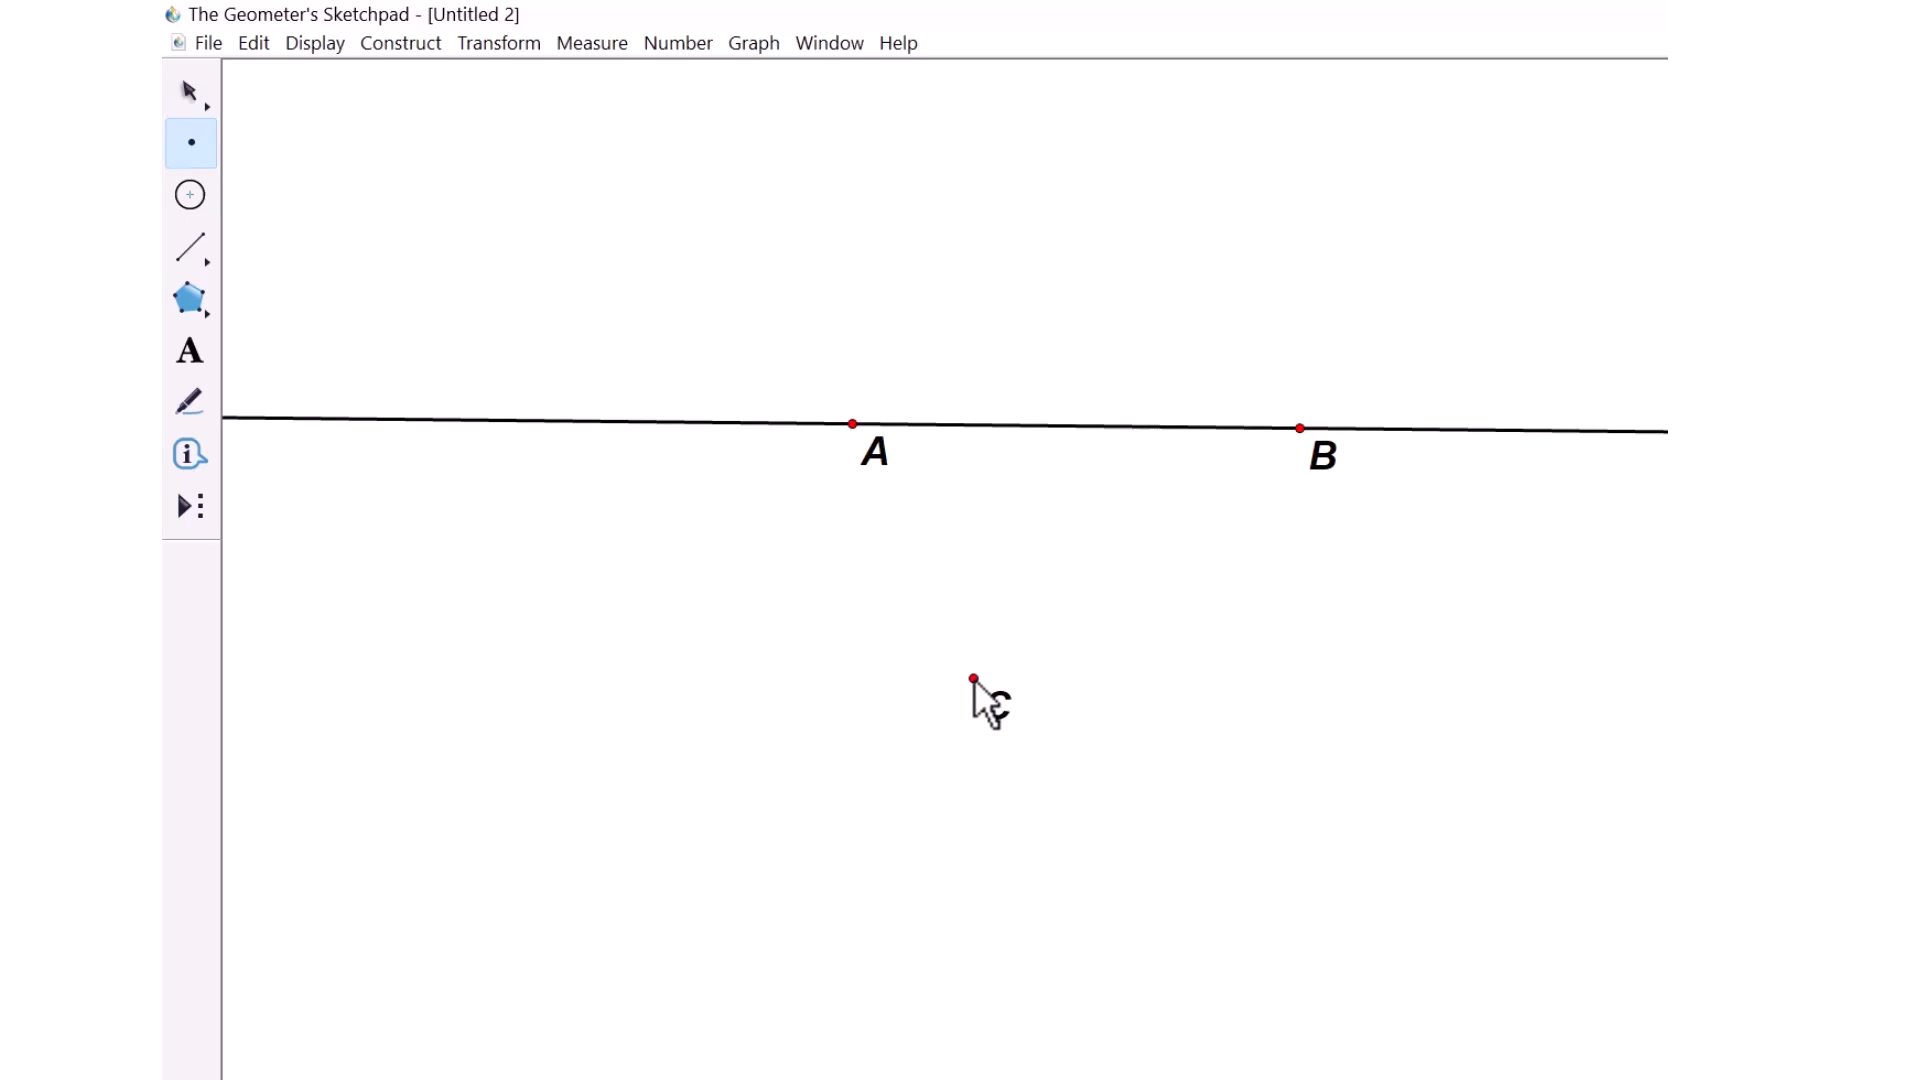 The Geometer's Sketchpad - [Untitled 2]
File Edit Display Construct Transform Measure Number Graph Window Help
A
A
B
C